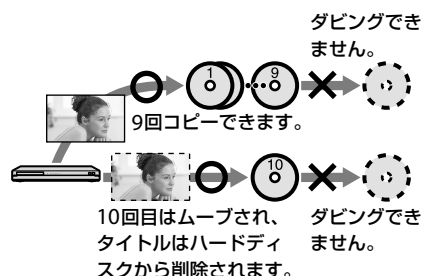 ダビングでき
ません。
1
9
9回コピーできます。
10
10回目はムーブされ、
タイトルはハードディ
スクから削除されます。
ダビングでき
ません。